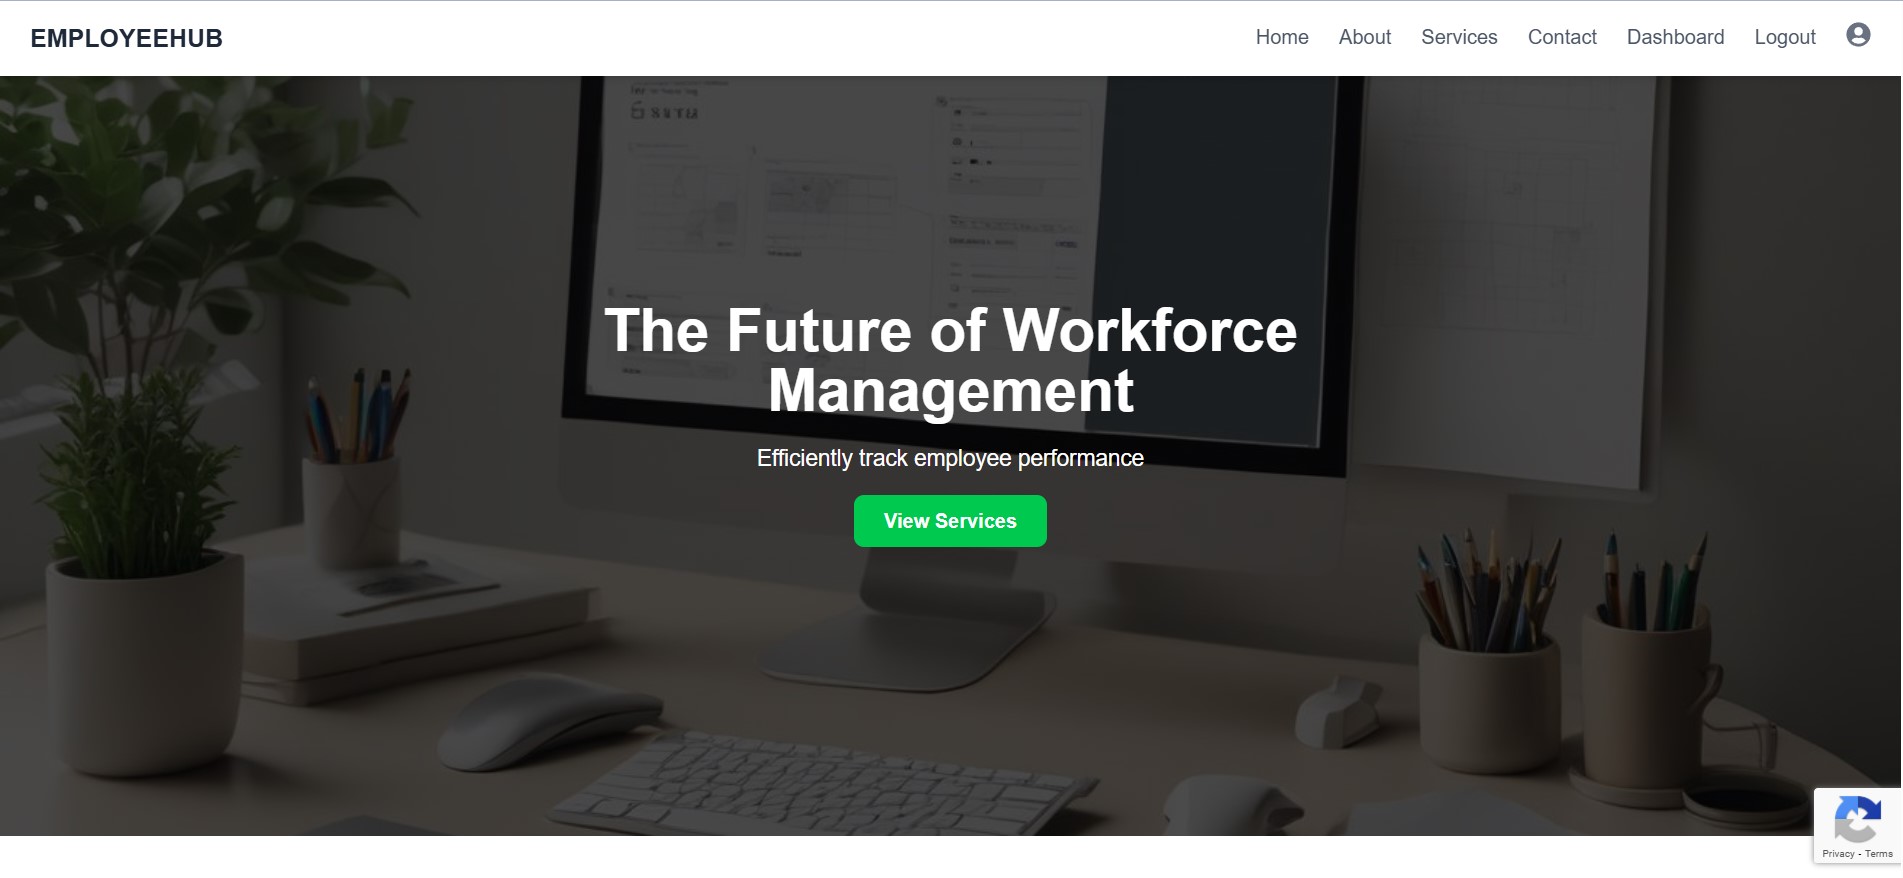 EMPLOYEEHUB
Home About Services Contact Dashboard Logout
The Future of Workforce
Management
Efficiently track employee performance
View Services
Privacy - Terms